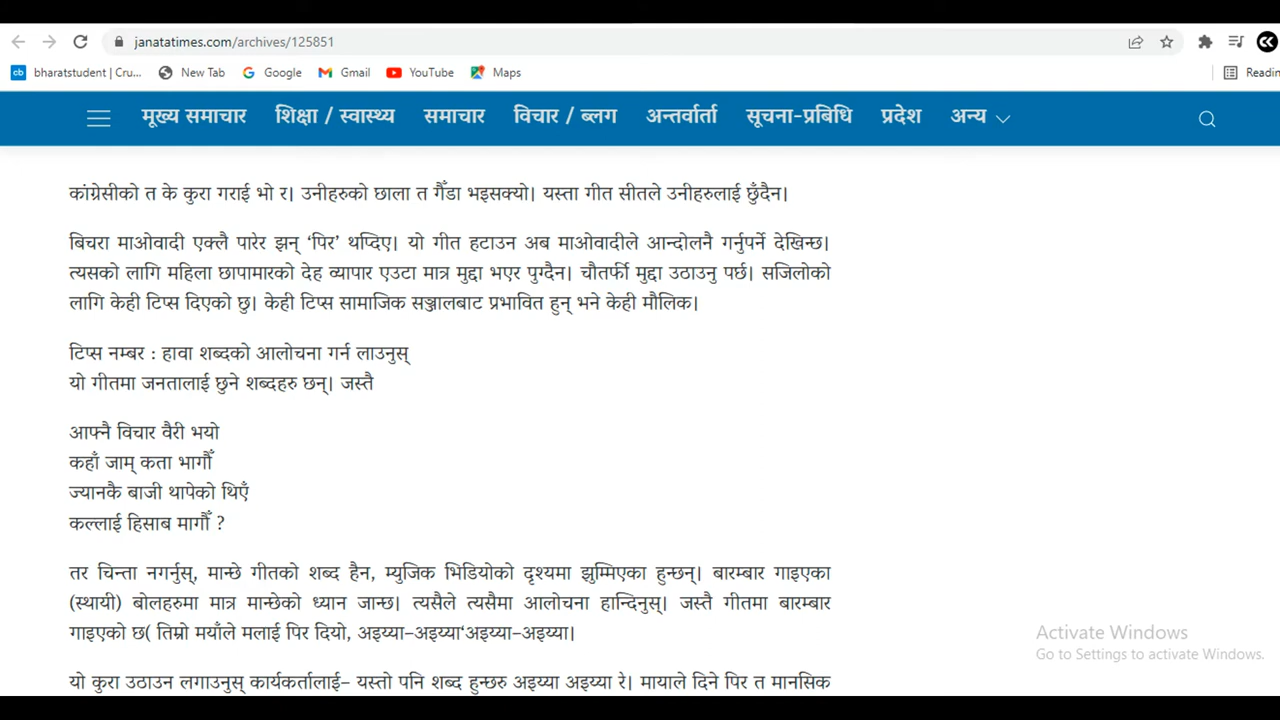 janatatimes.com/archives/125851
bharatstudent | Cru... New Tab Google Gmail YouTube Maps Readin
मूख्य समाचार शिक्षा / स्वास्थ्य समाचार विचार / ब्लग अन्तर्वार्ता सूचना-प्रबिधि प्रदेश अन्य
कांग्रेसीको त के कुरा गराई भो र। उनीहरुको छाला त गैँडा भइसक्यो। यस्ता गीत सीतले उनीहरुलाई छुँदैन।
बिचरा माओवादी एक्लै पारेर झन् ‘पिर’ थप्दिए। यो गीत हटाउन अब माओवादीले आन्दोलनै गर्नुपर्ने देखिन्छ।
त्यसको लागि महिला छापामारको देह व्यापार एउटा मात्र मुद्दा भएर पुग्दैन। चौतर्फी मुद्दा उठाउनु पर्छ। सजिलोको
लागि केही टिप्स दिएको छु। केही टिप्स सामाजिक सञ्जालबाट प्रभावित हुन् भने केही मौलिक।
टिप्स नम्बर : हावा शब्दको आलोचना गर्न लाउनुस्
यो गीतमा जनतालाई छुने शब्दहरु छन्। जस्तै
आफ्नै विचार वैरी भयो
कहाँ जाम् कता भागौँ
ज्यानकै बाजी थापेको थिएँ
कल्लाई हिसाब मागौँ ?
तर चिन्ता नगर्नुस्, मान्छे गीतको शब्द हैन, म्युजिक भिडियोको दृश्यमा झुम्मिएका हुन्छन्। बारम्बार गाइएका
(स्थायी) बोलहरुमा मात्र मान्छेको ध्यान जान्छ। त्यसैले त्यसैमा आलोचना हान्दिनुस्। जस्तै गीतमा बारम्बार
गाइएको छ( तिम्रो मयाँले मलाई पिर दियो, अइय्या–अइय्या‘अइय्या–अइय्या।
यो कुरा उठाउन लगाउनुस् कार्यकर्तालाई– यस्तो पनि शब्द हुन्छरु अइय्या अइय्या रे। मायाले दिने पिर त मानसिक
Activate Windows
Go to Settings to activate Windows.